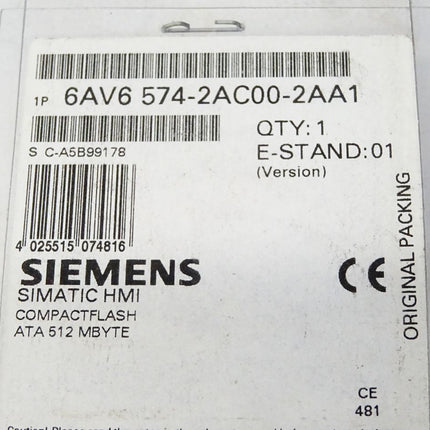 1P 6AV6 574-2AC00-2AA1
QTY: 1
S C-A5B99178
E-STAND: 01
(Version)
4 025515 074816
SIEMENS
SIMATIC HMI
COMPACTFLASH
ATA 512 MBYTE
CE
ORIGINAL PACKING
CE
481